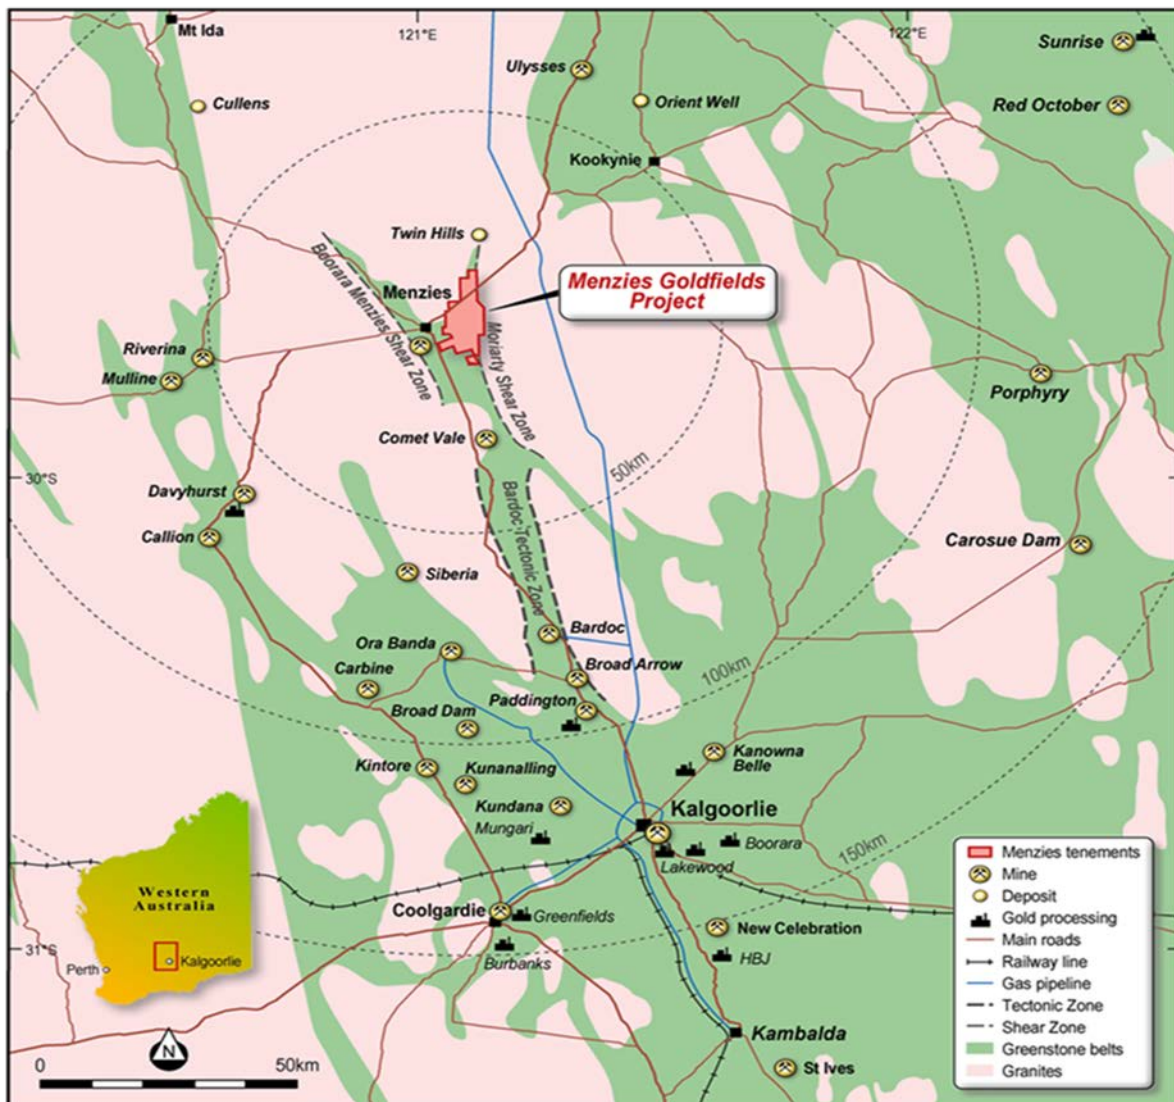 Mt Ida
121°E
122°E
Sunrise
Ulysses
Cullens
Orient Well
Red October
Kookynie
Twin Hills
Boorara Menzies Shear Zone
Menzies
Menzies Goldfields
Project
Moriarty Shear Zone
Riverina
Mulline
Porphyry
Comet Vale
50km
30°S
Davyhurst
Bardoc Tectonic Zone
Callion
Carosue Dam
Siberia
Bardoc
Ora Banda
Broad Arrow
Carbine
100km
Paddington
Broad Dam
Kanowna
Belle
Kintore
Kunanalling
Kundana
Kalgoorlie
Mungari
Boorara
150km
Lakewood
Coolgardie
Greenfields
New Celebration
31°S
Burbanks
HBJ
Kambalda
St Ives
Western
Australia
Perth
Kalgoorlie
N
0
50km
Menzies tenements
Mine
Deposit
Gold processing
Main roads
Railway line
Gas pipeline
Tectonic Zone
Shear Zone
Greenstone belts
Granites